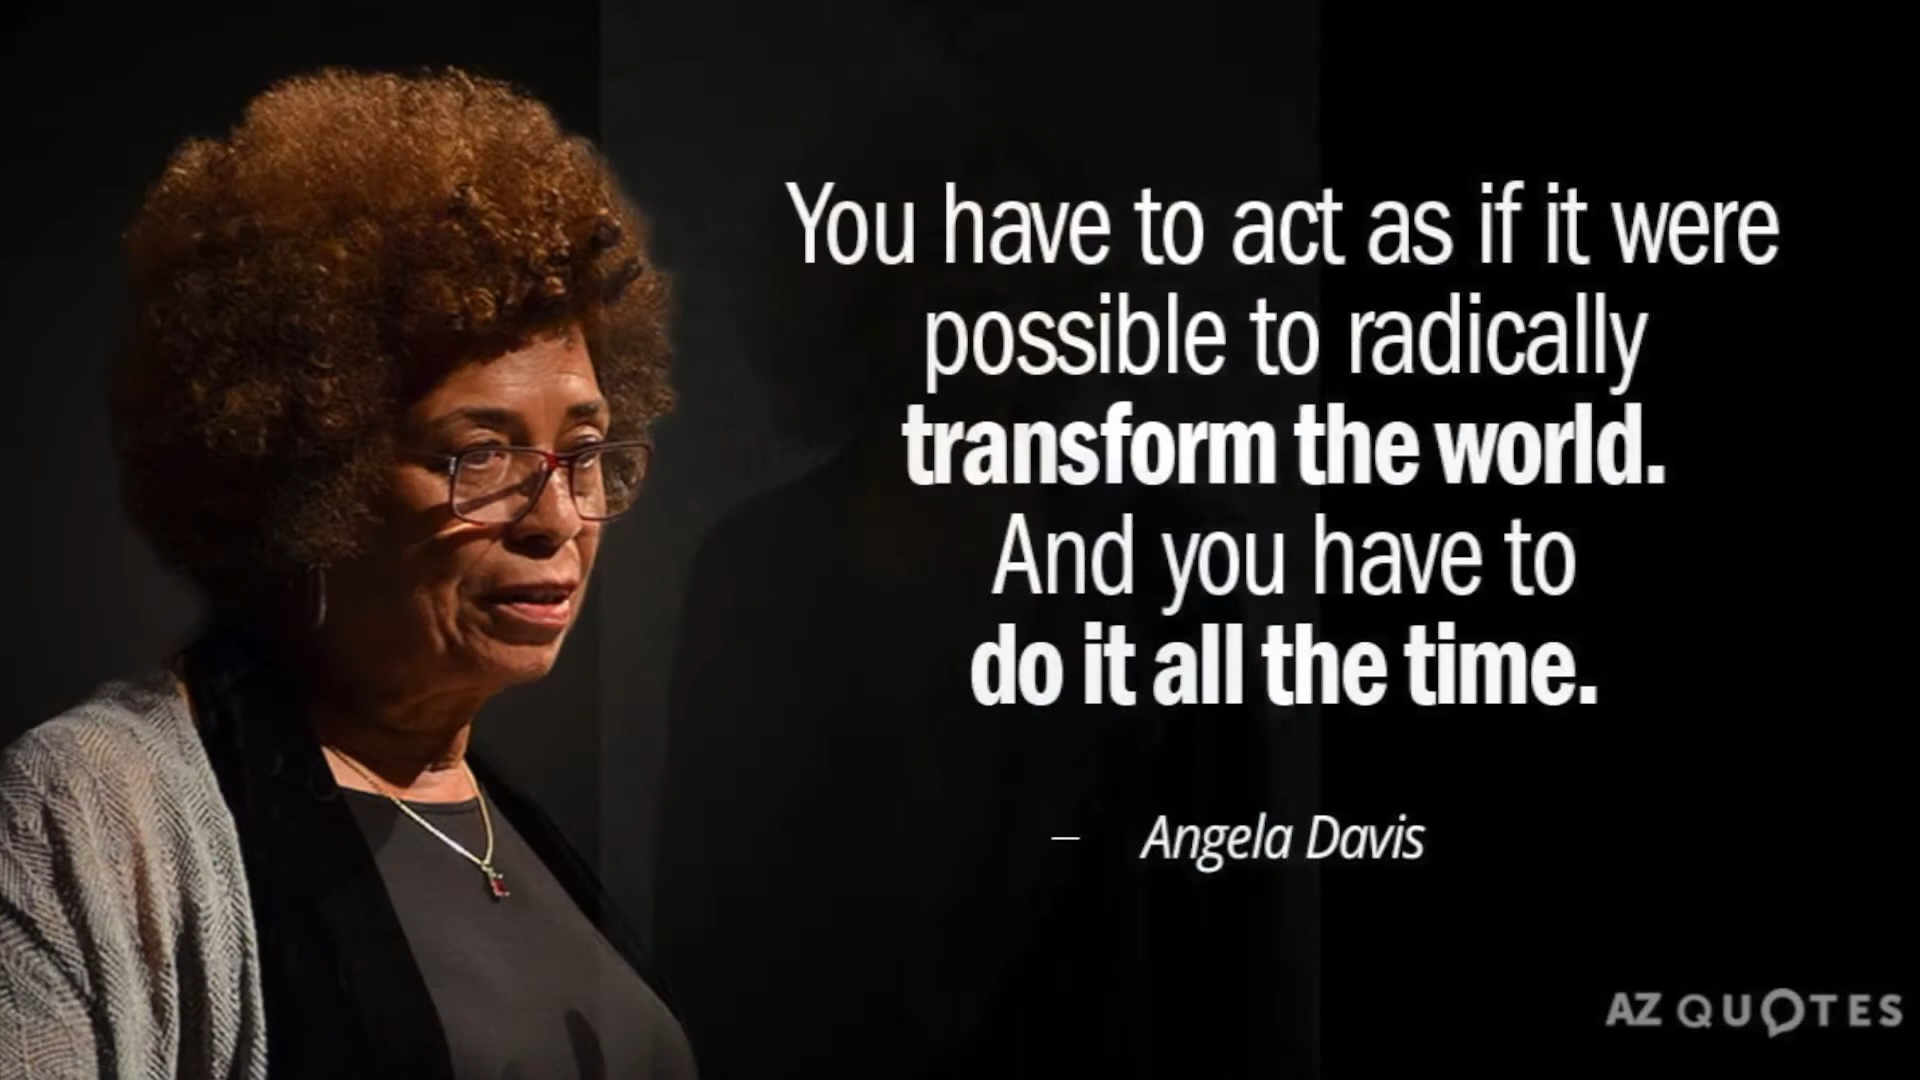 You have to act as if it were
possible to radically
transform the world.
And you have to
do it all the time.
— Angela Davis
AZ QUOTES